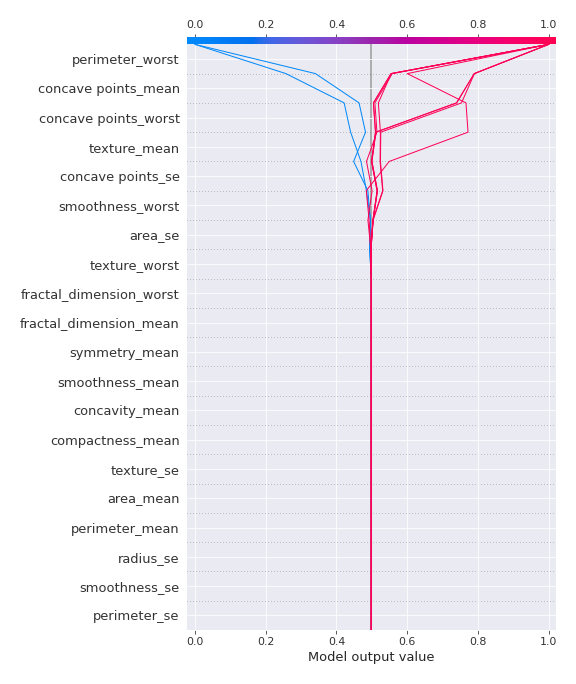 0.0 0.2 0.4 0.6 0.8 1.0
perimeter_worst
concave points_mean
concave points_worst
texture_mean
concave points_se
smoothness_worst
area_se
texture_worst
fractal_dimension_worst
fractal_dimension_mean
symmetry_mean
smoothness_mean
concavity_mean
compactness_mean
texture_se
area_mean
perimeter_mean
radius_se
smoothness_se
perimeter_se
0.0 0.2 0.4 0.6 0.8 1.0
Model output value